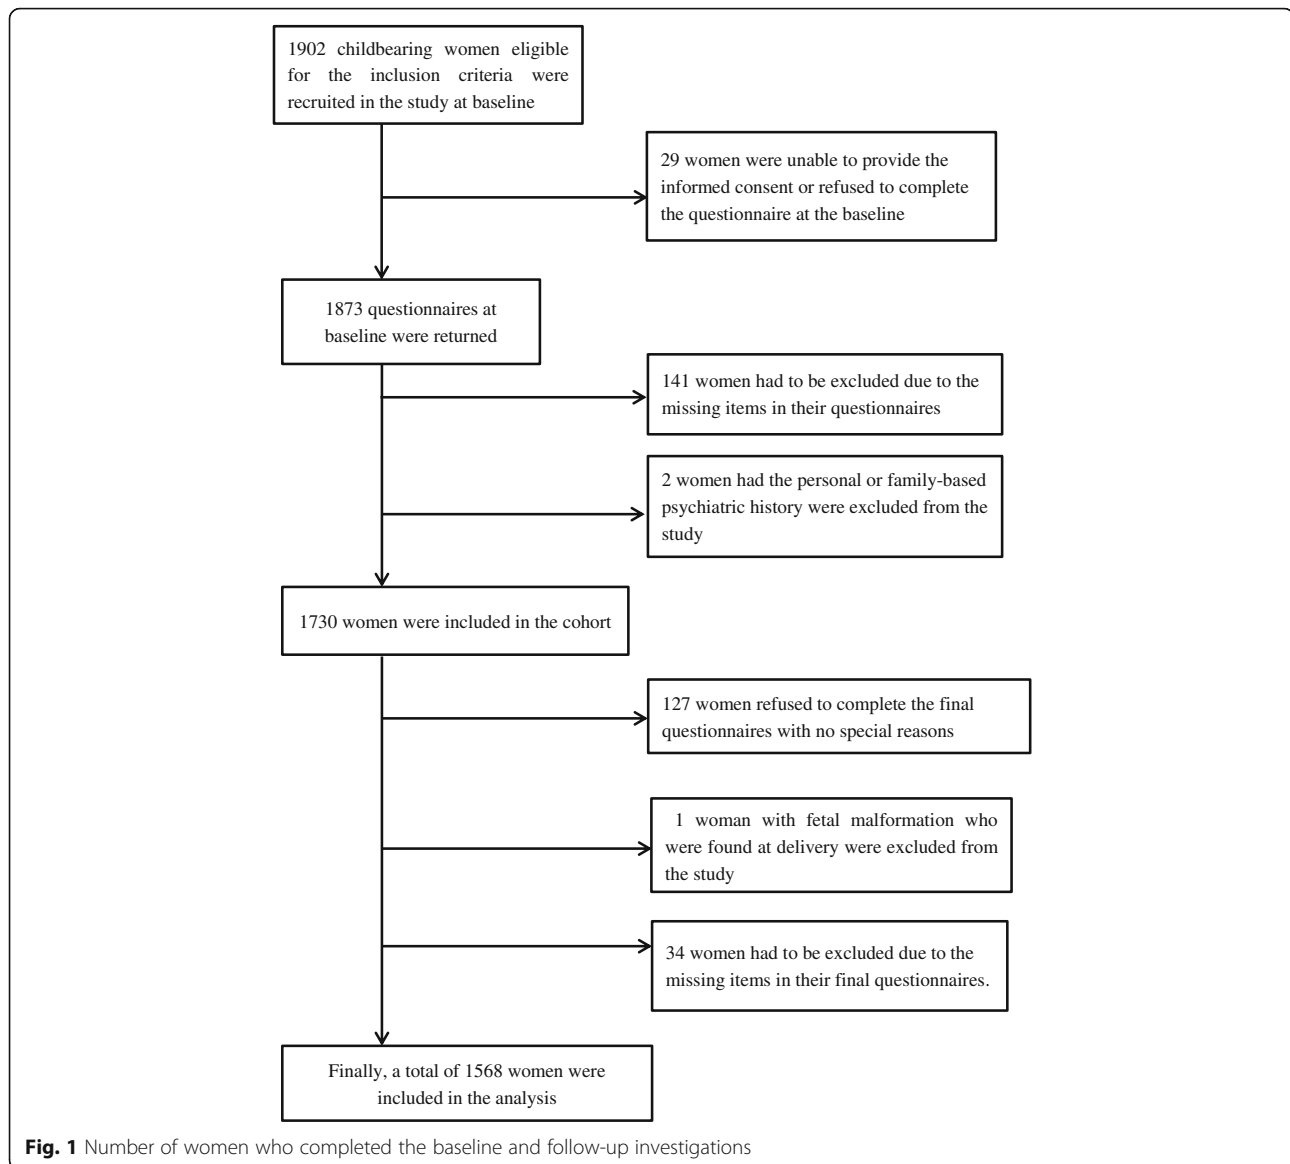 1902 childbearing women eligible
for the inclusion criteria were
recruited in the study at baseline
29 women were unable to provide the
informed consent or refused to complete
the questionnaire at the baseline
1873 questionnaires at
baseline were returned
141 women had to be excluded due to the
missing items in their questionnaires
2 women had the personal or family-based
psychiatric history were excluded from the
study
1730 women were included in the cohort
127 women refused to complete the final
questionnaires with no special reasons
1 woman with fetal malformation who
were found at delivery were excluded from
the study
34 women had to be excluded due to the
missing items in their final questionnaires.
Finally, a total of 1568 women were
included in the analysis
Fig. 1 Number of women who completed the baseline and follow-up investigations